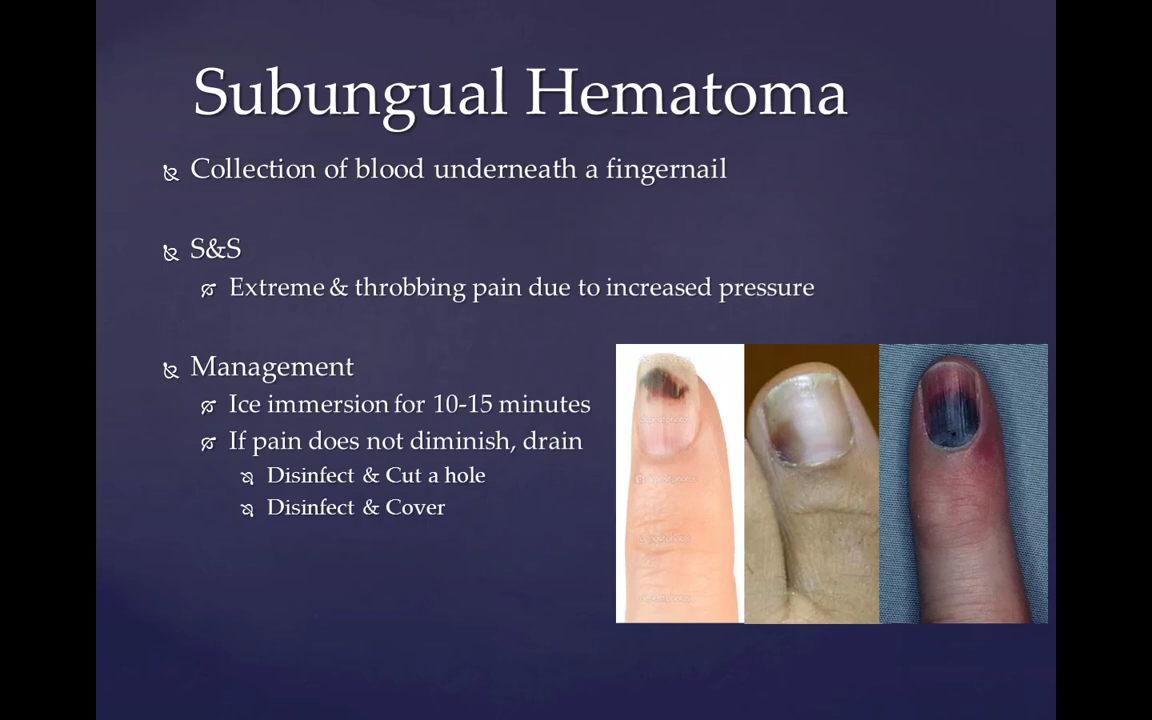 Subungual Hematoma
Collection of blood underneath a fingernail
S&S
Extreme & throbbing pain due to increased pressure
Management
Ice immersion for 10-15 minutes
If pain does not diminish, drain
Disinfect & Cut a hole
Disinfect & Cover